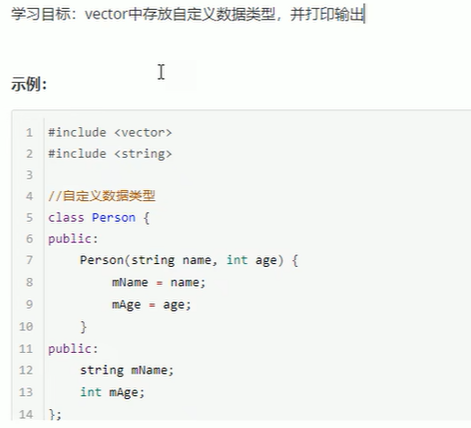 学习目标：vector中存放自定义数据类型，并打印输出
示例：
1 #include <vector>
2 #include <string>
3
4 //自定义数据类型
5 class Person {
6 public:
7     Person(string name, int age) {
8         mName = name;
9         mAge = age;
10     }
11 public:
12     string mName;
13     int mAge;
14 };